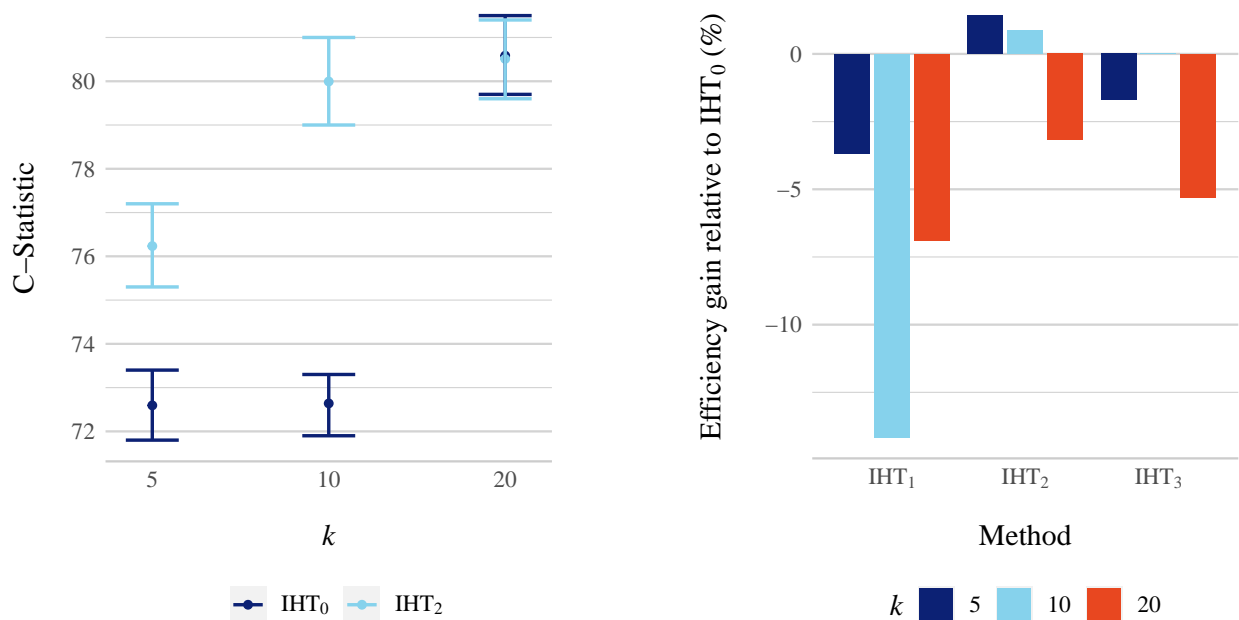 C−Statistic
80
78
76
74
72
5 10 20
k
IHT₀ IHT₂
Efficiency gain relative to IHT₀ (%)
0
−5
−10
IHT₁ IHT₂ IHT₃
Method
k 5 10 20